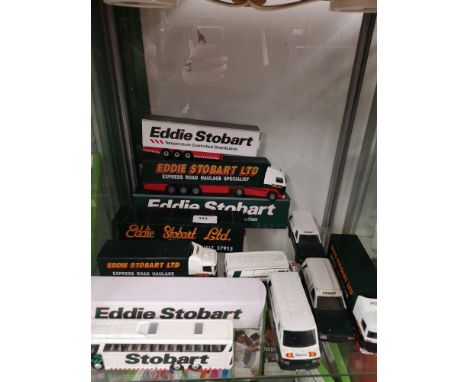 Eddie Stobart
Temperature Controlled Distribution
EDDIE STOBART LTD
EXPRESS ROAD HAULAGE SPECIALIST
Eddie Stobart
Eddie Stobart Ltd.
EDDIE STOBART LTD
EXPRESS ROAD HAULAGE
Eddie Stobart
Stobart